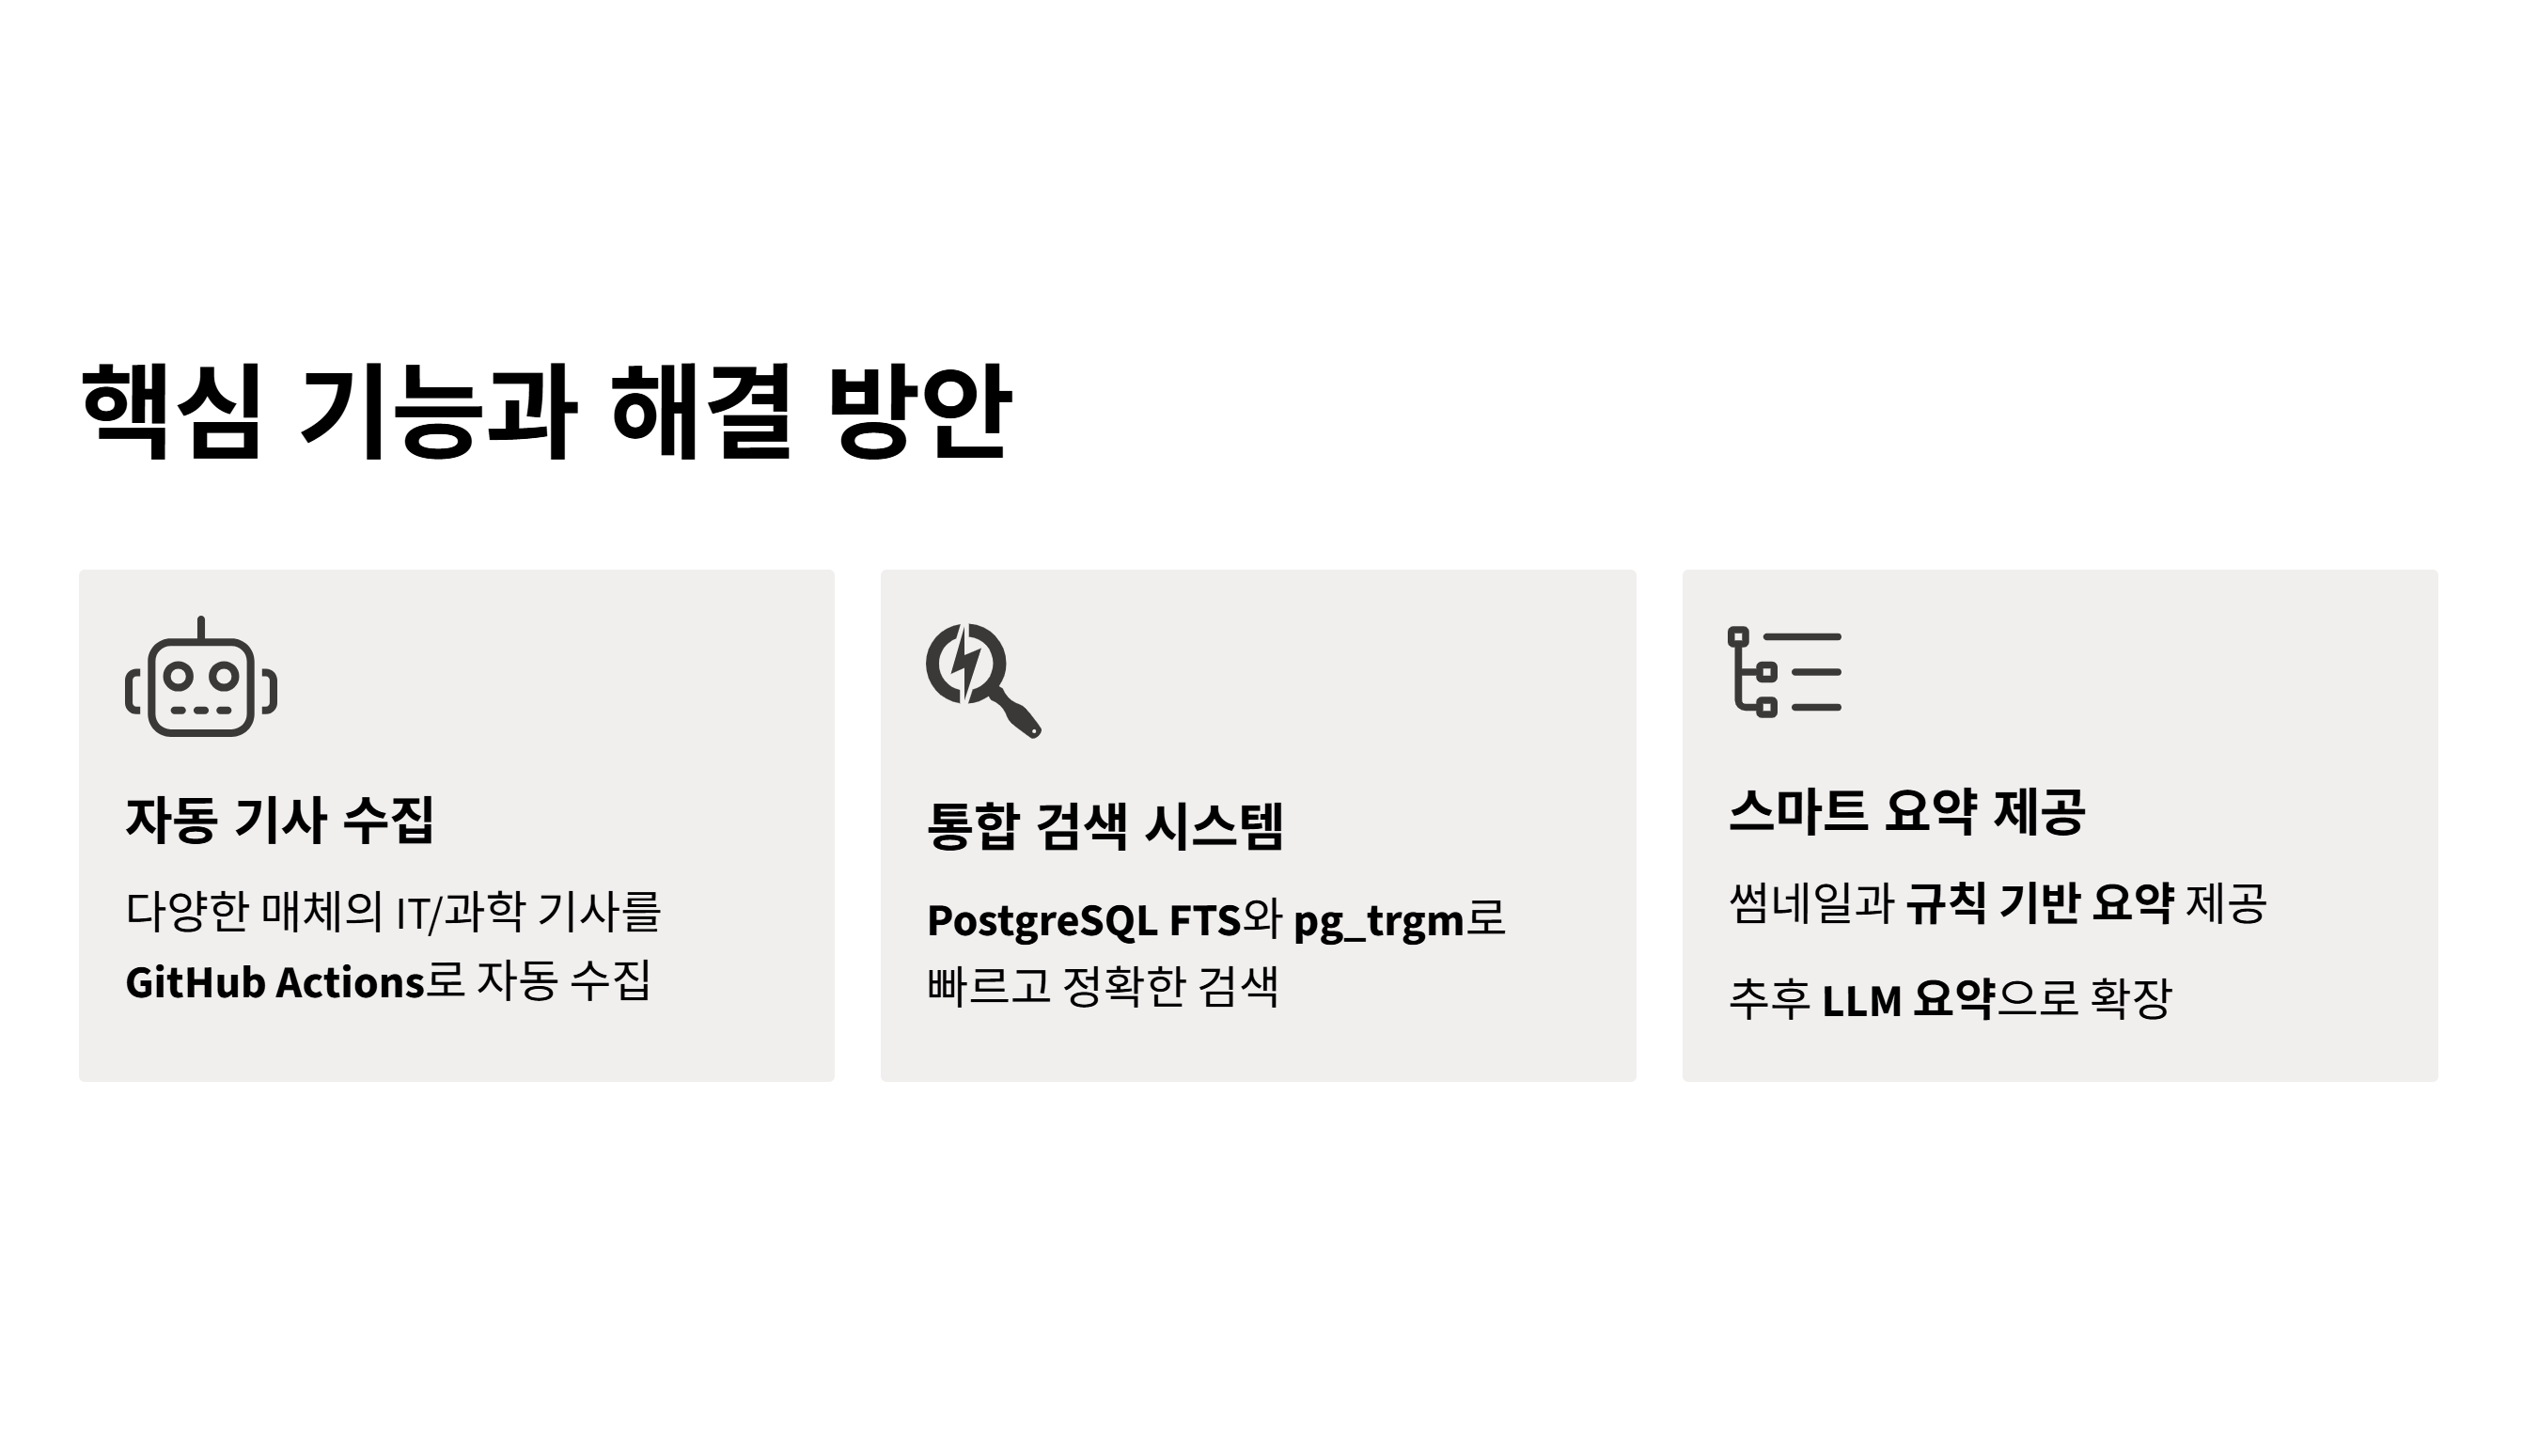 핵심 기능과 해결 방안
자동 기사 수집
다양한 매체의 IT/과학 기사를
GitHub Actions로 자동 수집
통합 검색 시스템
PostgreSQL FTS와 pg_trgm로
빠르고 정확한 검색
스마트 요약 제공
썸네일과 규칙 기반 요약 제공
추후 LLM 요약으로 확장